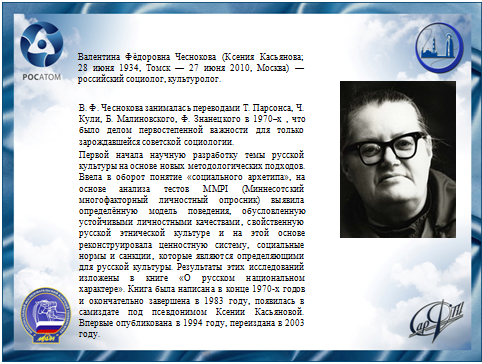 РОСАТОМ
Валентина Фёдоровна Чеснокова (Ксения Касьянова;
28 июня 1934, Томск — 27 июня 2010, Москва) —
российский социолог, культуролог.
В. Ф. Чеснокова занималась переводами Т. Парсонса, Ч.
Кули, Б. Малиновского, Ф. Знанецкого в 1970–х , что
было делом первостепенной важности для только
зарождавшейся советской социологии.
Первой начала научную разработку темы русской
культуры на основе новых методологических подходов.
Ввела в оборот понятие «социального архетипа», на
основе анализа тестов MMPI (Миннесотский
многофакторный личностный опросник) выявила
определённую модель поведения, обусловленную
устойчивыми личностными качествами, свойственную
русской этнической культуре и на этой основе
реконструировала ценностную систему, социальные
нормы и санкции, которые являются определяющими
для русской культуры. Результаты этих исследований
изложены в книге «О русском национальном
характере». Книга была написана в конце 1970-х годов
и окончательно завершена в 1983 году, появилась в
самиздате под псевдонимом Ксении Касьяновой.
Впервые опубликована в 1994 году, переиздана в 2003
году.